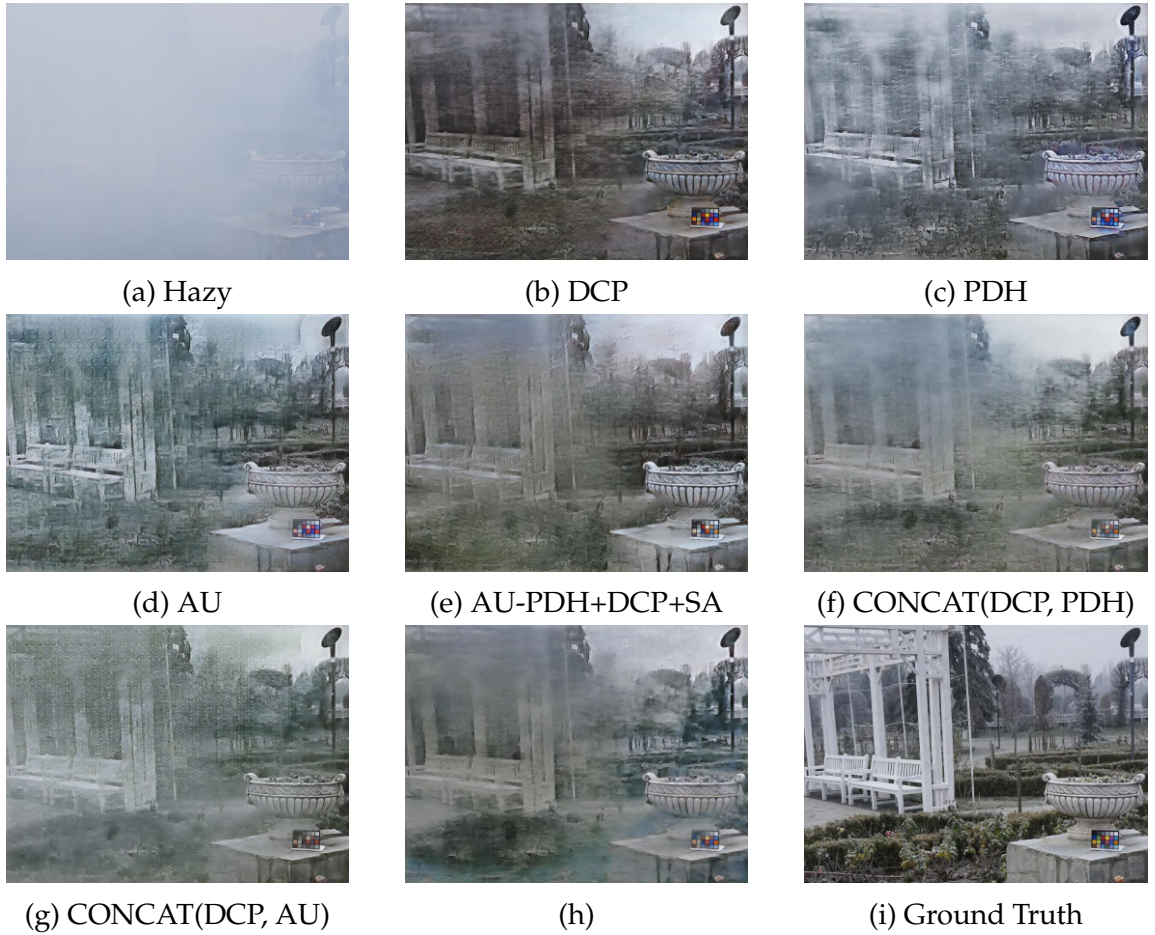 (a) Hazy
(b) DCP
(c) PDH
(d) AU
(e) AU-PDH+DCP+SA
(f) CONCAT(DCP, PDH)
(g) CONCAT(DCP, AU)
(h)
(i) Ground Truth